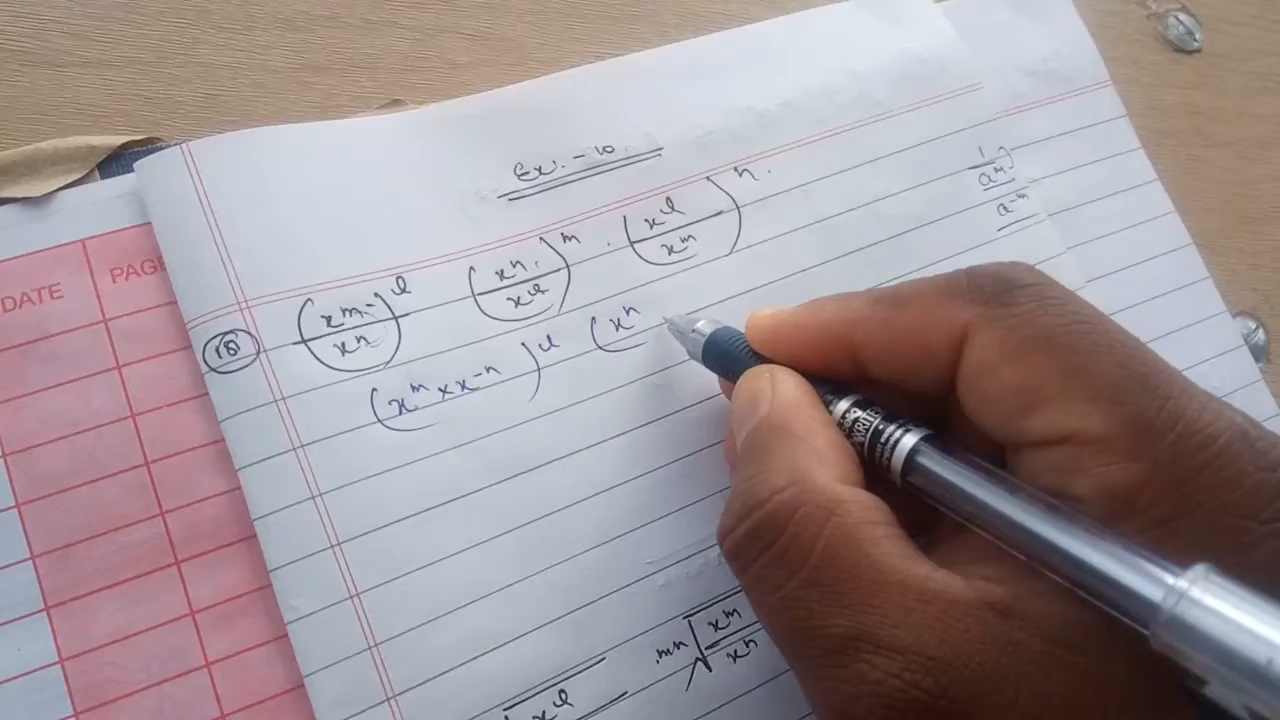 Ex. - 10
(x^m / x^n)^l (x^n / x^l)^m . (x^l / x^m)^n .
1 / a^m
a^-m
18
(x^m × x^-n)^l (x^n
DATE
PAGE
mn√(x^m / x^n)
x^l